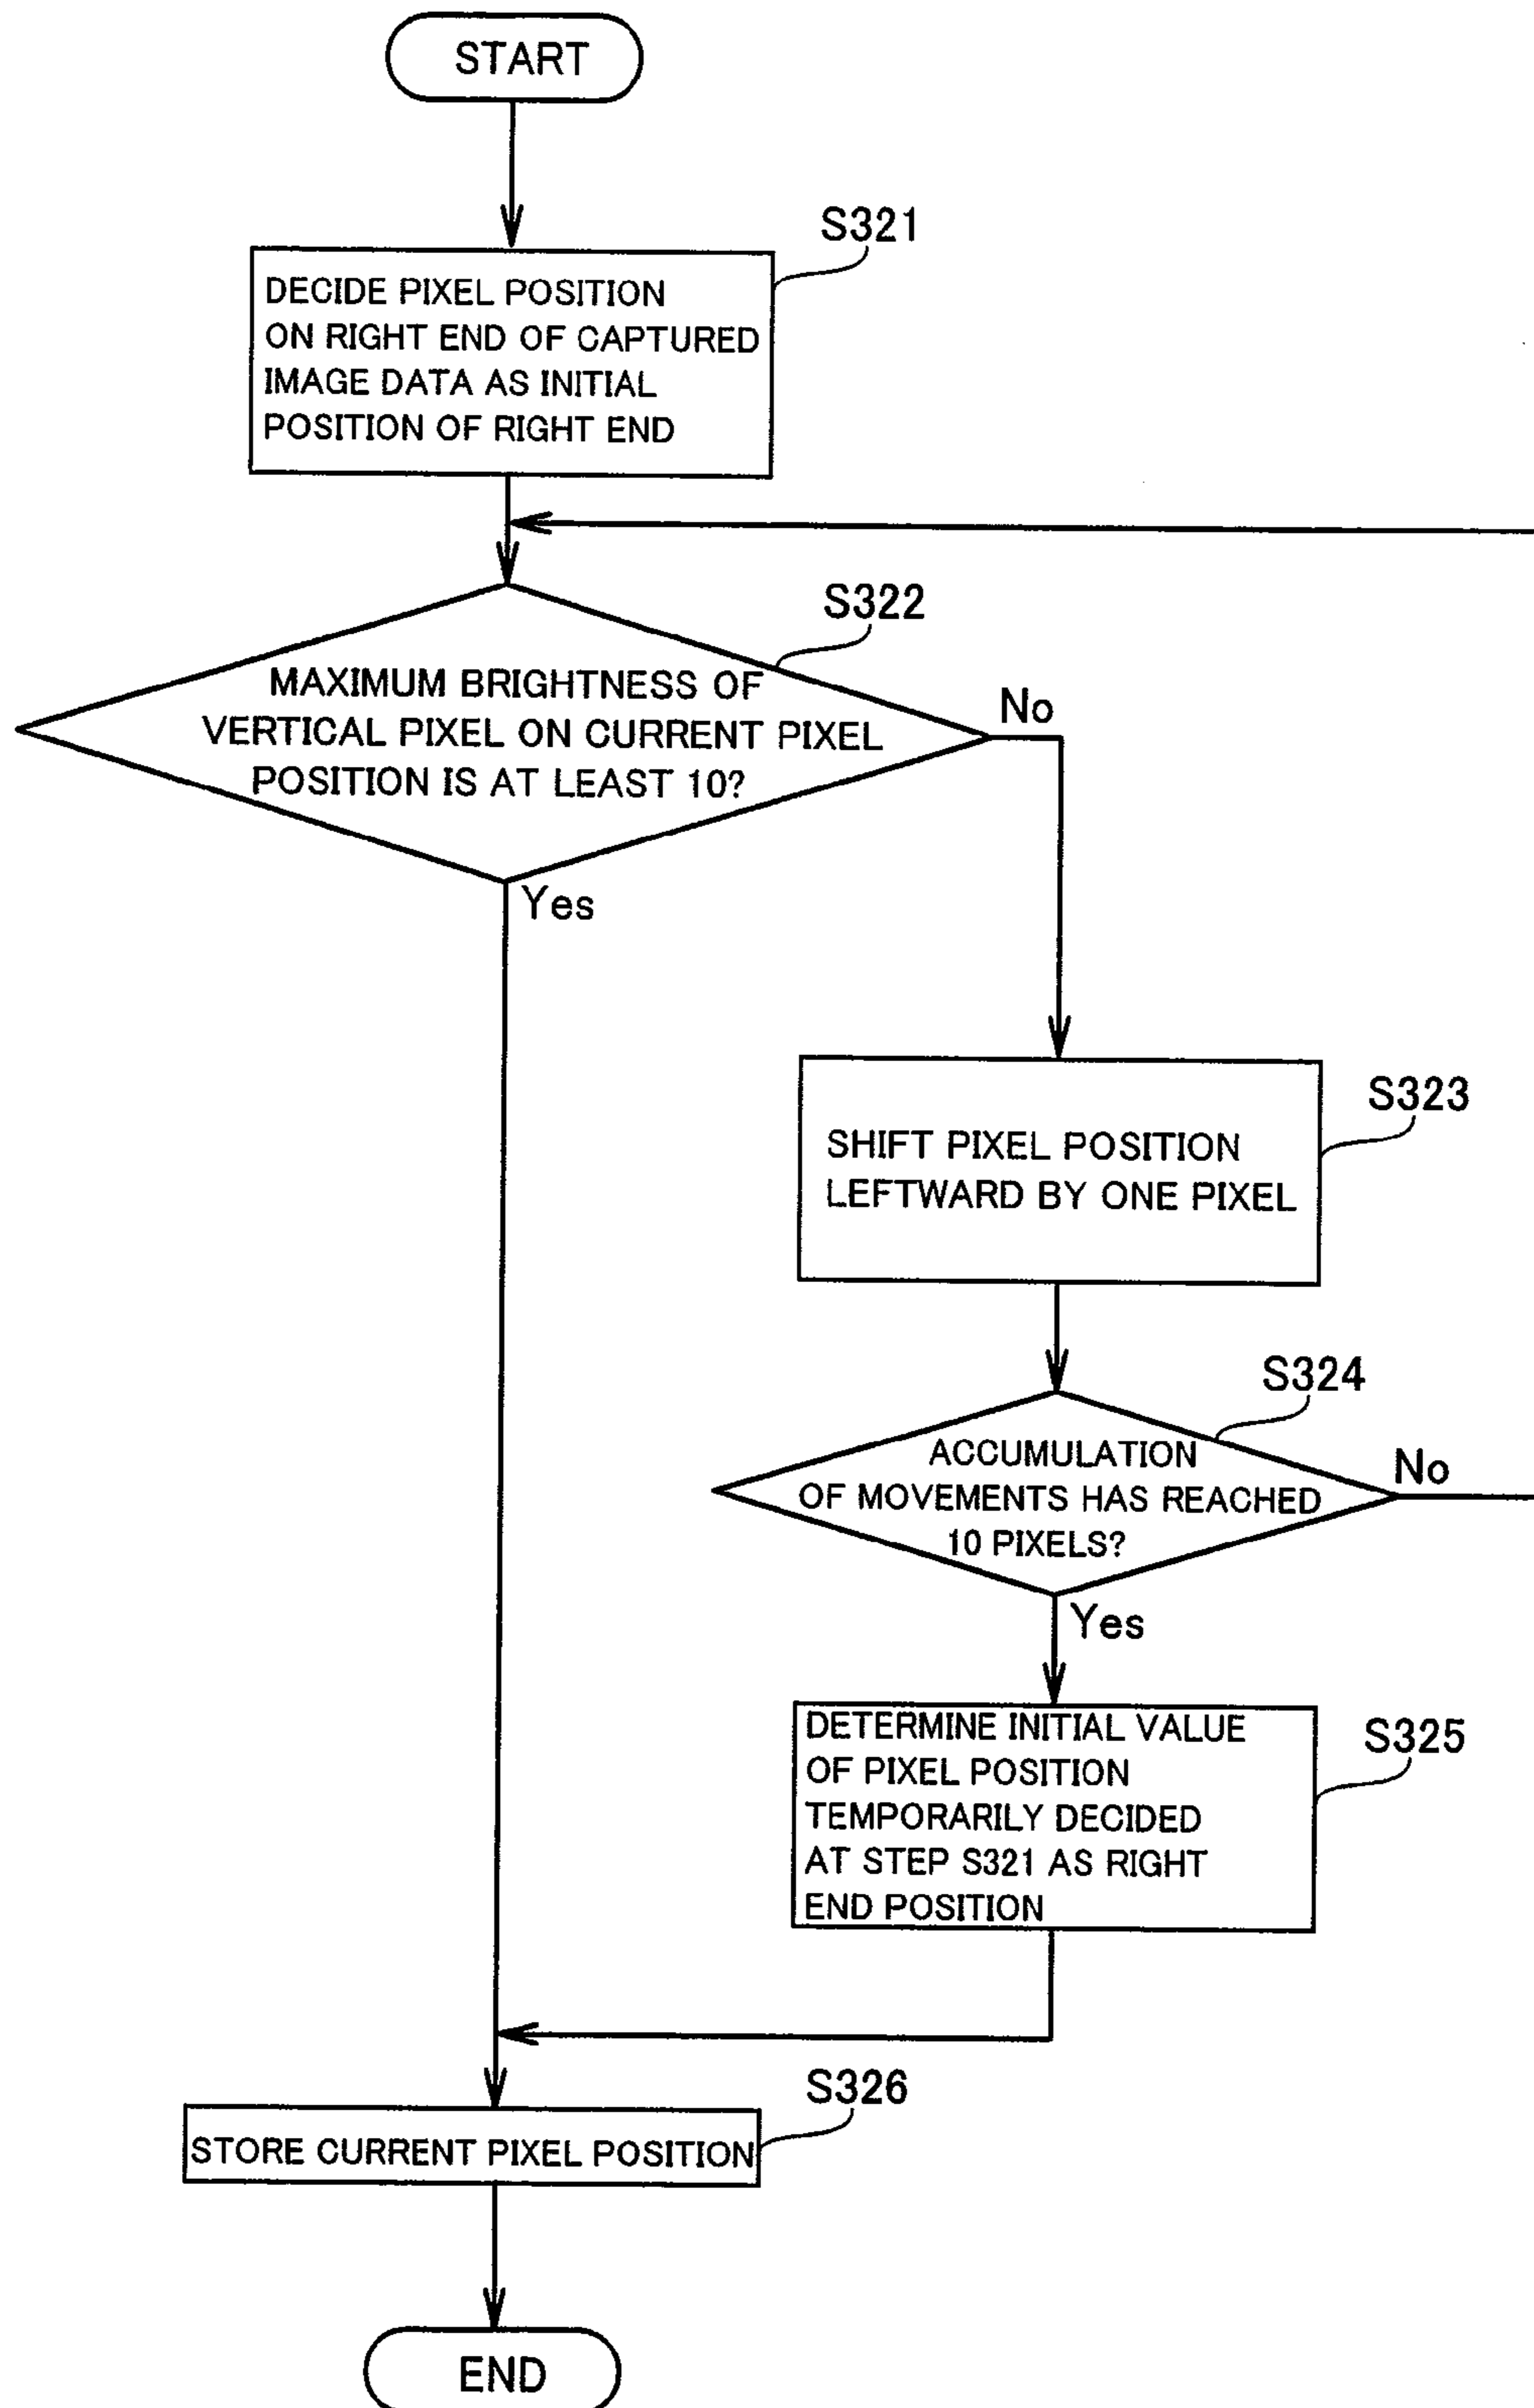 START
S321
DECIDE PIXEL POSITION
ON RIGHT END OF CAPTURED
IMAGE DATA AS INITIAL
POSITION OF RIGHT END
S322
MAXIMUM BRIGHTNESS OF
VERTICAL PIXEL ON CURRENT PIXEL
POSITION IS AT LEAST 10?
No
Yes
S323
SHIFT PIXEL POSITION
LEFTWARD BY ONE PIXEL
S324
ACCUMULATION
OF MOVEMENTS HAS REACHED
10 PIXELS?
No
Yes
S325
DETERMINE INITIAL VALUE
OF PIXEL POSITION
TEMPORARILY DECIDED
AT STEP S321 AS RIGHT
END POSITION
S326
STORE CURRENT PIXEL POSITION
END